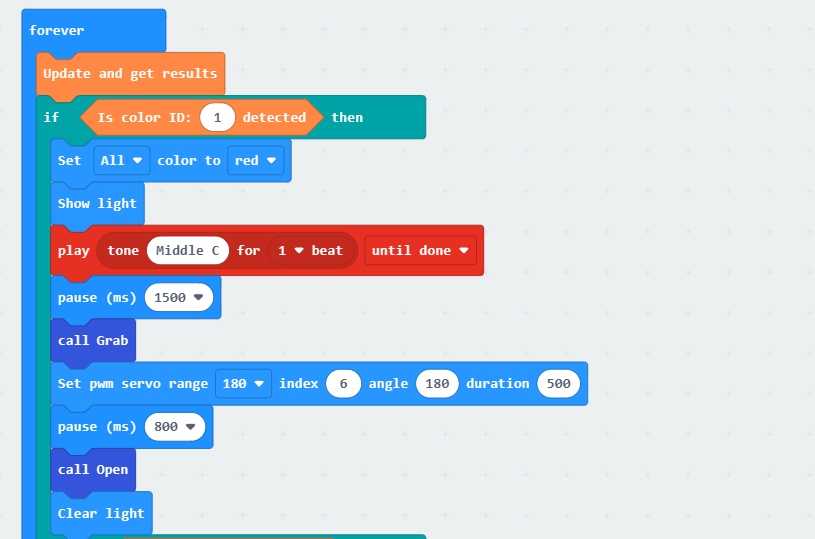 forever
Update and get results
if Is color ID: 1 detected then
Set All color to red
Show light
play tone Middle C for 1 beat until done
pause (ms) 1500
call Grab
Set pwm servo range 180 index 6 angle 180 duration 500
pause (ms) 800
call Open
Clear light